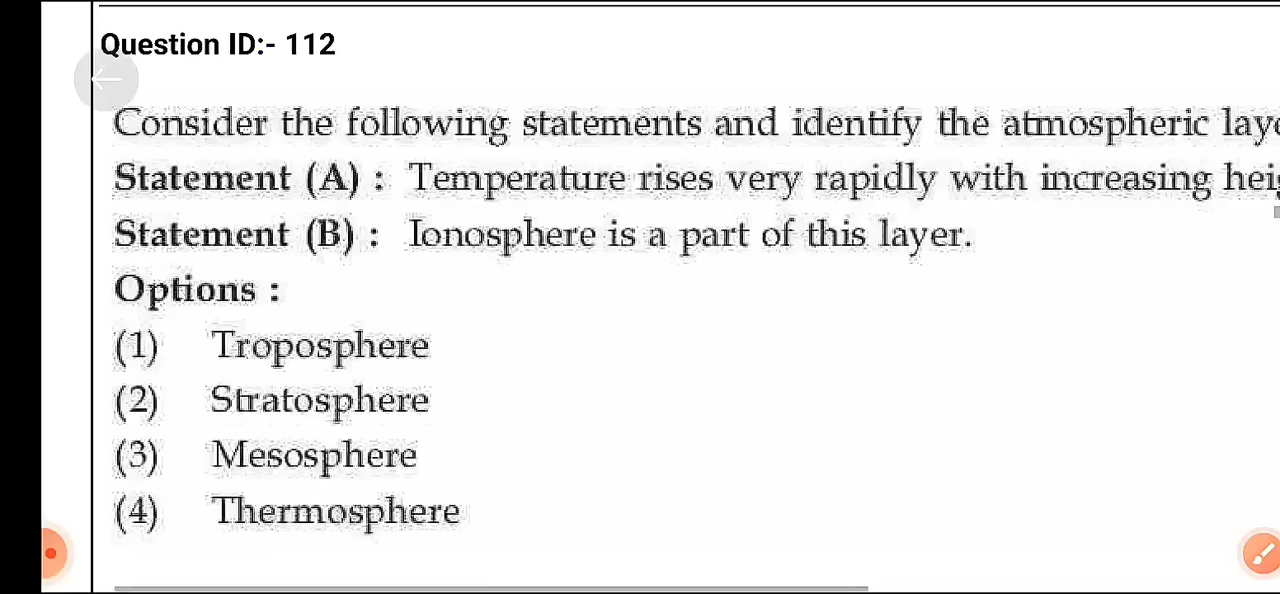 Question ID:- 112
Consider the following statements and identify the atmospheric
Statement (A) : Temperature rises very rapidly with increasing
Statement (B) : Ionosphere is a part of this layer.
Options :
(1) Troposphere
(2) Stratosphere
(3) Mesosphere
(4) Thermosphere